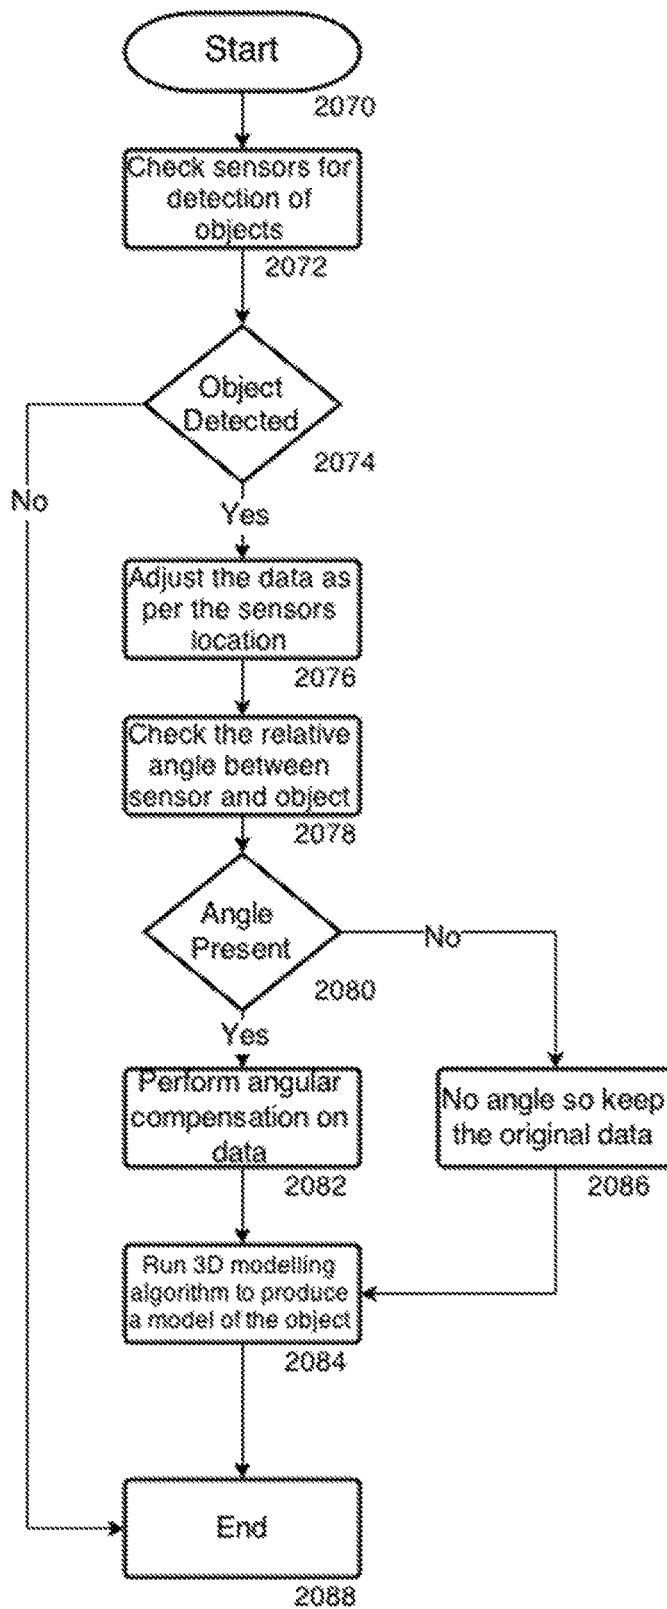 Start
2070
Check sensors for
detection of
objects
2072
Object
Detected
2074
No
Yes
Adjust the data as
per the sensors
location
2076
Check the relative
angle between
sensor and object
2078
Angle
Present
No
2080
Yes
Perform angular
compensation on
data
2082
No angle so keep
the original data
2086
Run 3D modelling
algorithm to produce
a model of the object
2084
End
2088